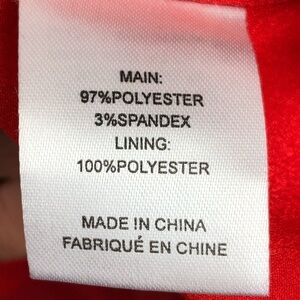 MAIN:
97%POLYESTER
3%SPANDEX
LINING:
100%POLYESTER
MADE IN CHINA
FABRIQUÉ EN CHINE